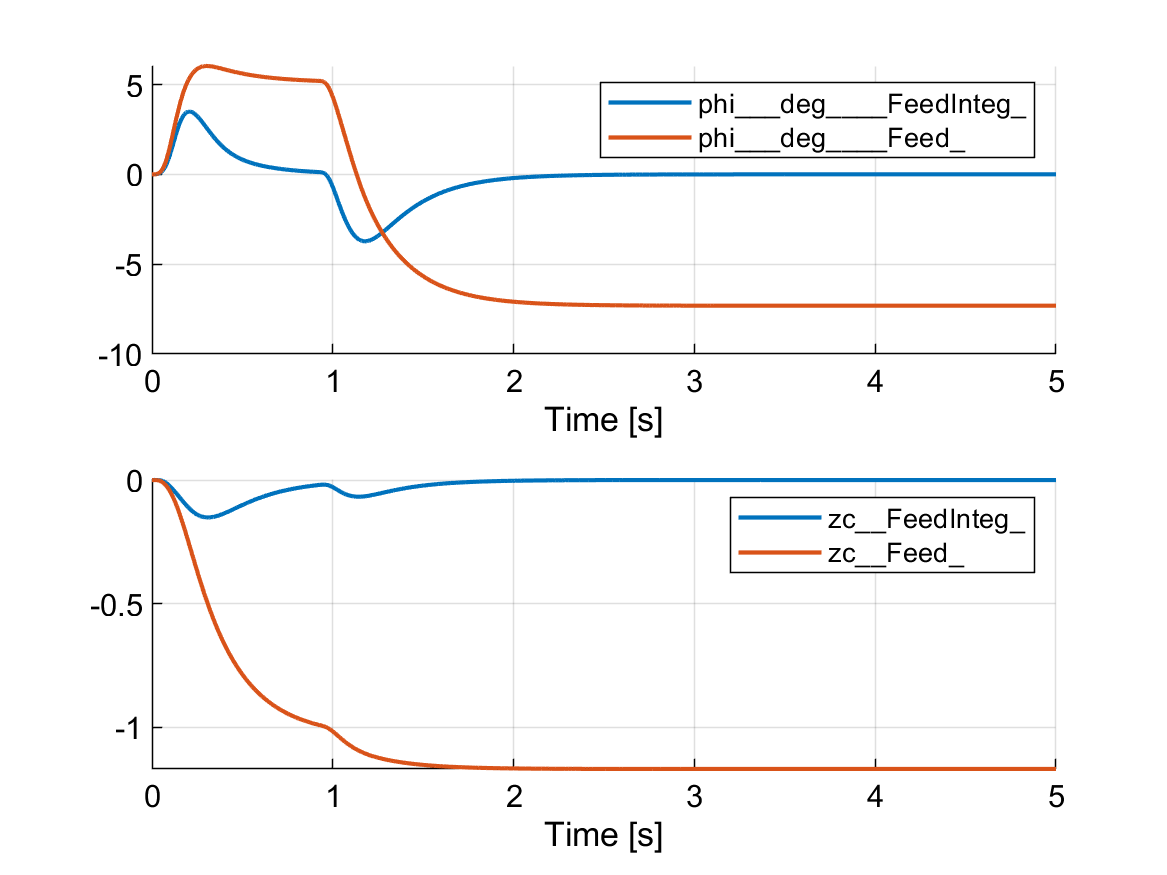 5
0
-5
-10
0 1 2 3 4 5
Time [s]
phi___deg____FeedInteg_
phi___deg____Feed_
0
-0.5
-1
0 1 2 3 4 5
Time [s]
zc__FeedInteg_
zc__Feed_